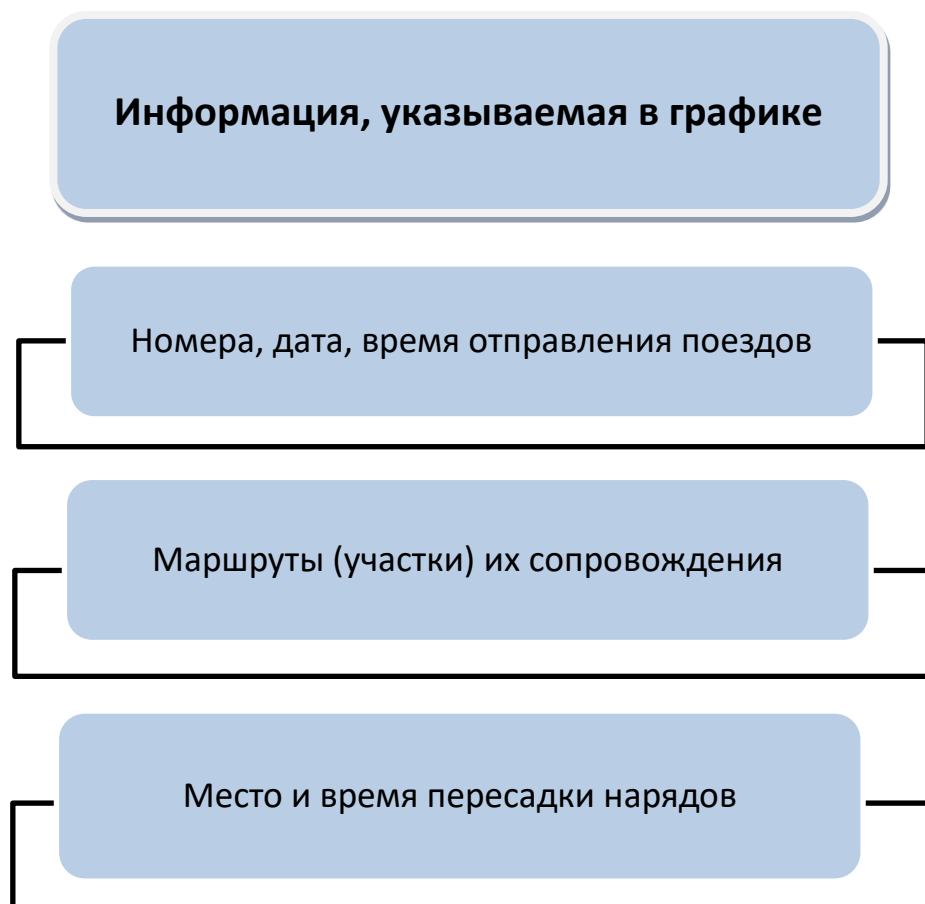 Информация, указываемая в графике
Номера, дата, время отправления поездов
Маршруты (участки) их сопровождения
Место и время пересадки нарядов